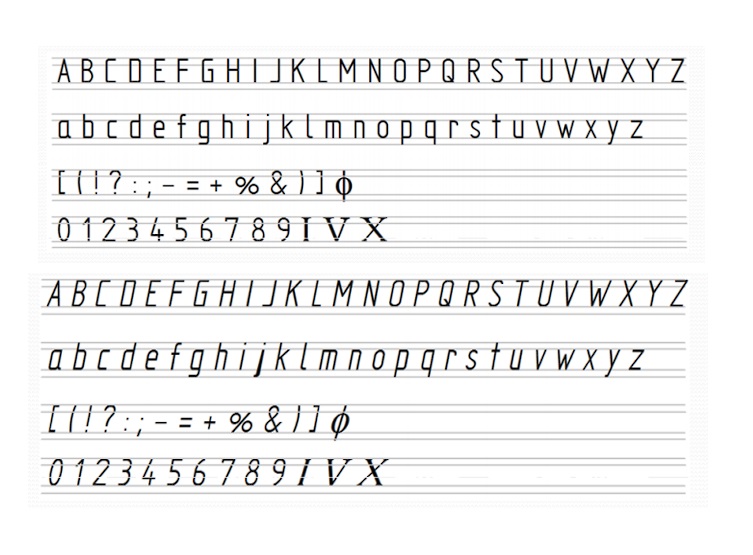 A B C D E F G H I J K L M N O P Q R S T U V W X Y Z
a b c d e f g h i j k l m n o p q r s t u v w x y z
[ ( ! ? : ; – = + % & ) ] ϕ
0 1 2 3 4 5 6 7 8 9 I V X
A B C D E F G H I J K L M N O P Q R S T U V W X Y Z
a b c d e f g h i j k l m n o p q r s t u v w x y z
[ ( ! ? : ; – = + % & ) ] ϕ
0 1 2 3 4 5 6 7 8 9 I V X